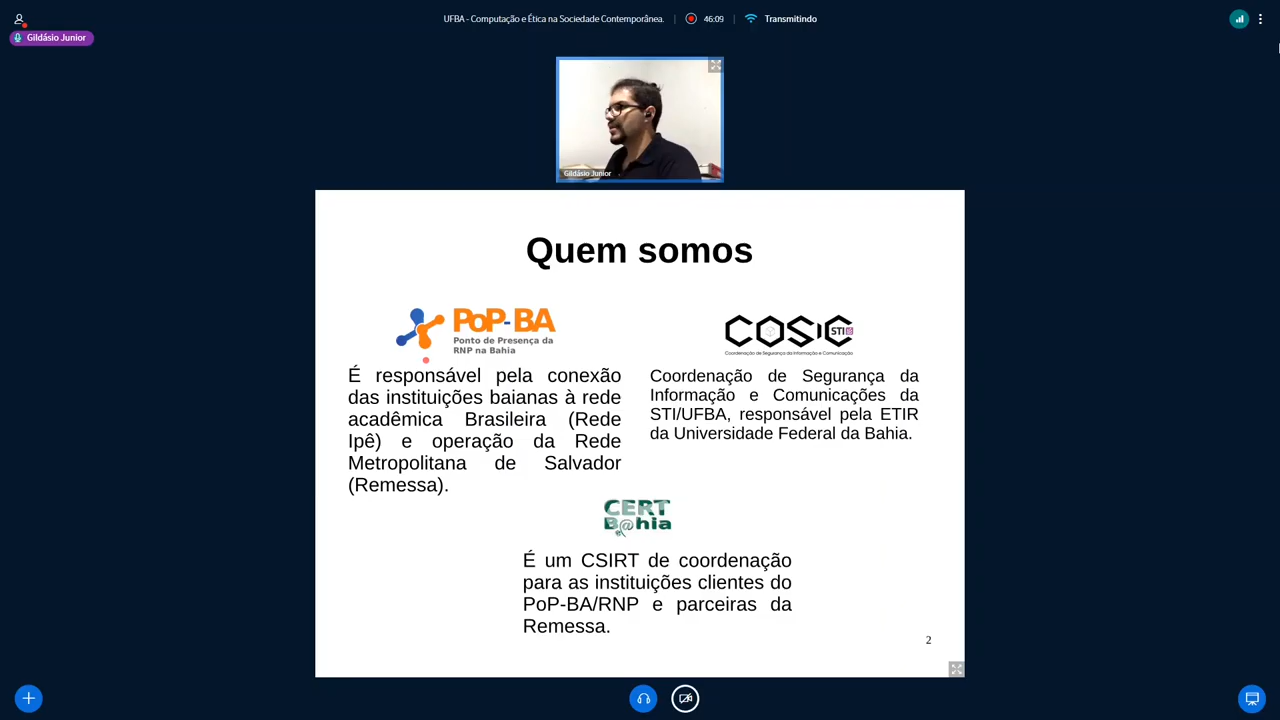 UFBA - Computação e Ética na Sociedade Contemporânea.
46:09
Transmitindo
Gildásio Junior
Gildásio Junior
Quem somos
PoP-BA
Ponto de Presença da
RNP na Bahia
É responsável pela conexão
das instituições baianas à rede
acadêmica Brasileira (Rede
Ipê) e operação da Rede
Metropolitana de Salvador
(Remessa).
COSIC
STI
Coordenação de Segurança da Informação e Comunicação
Coordenação de Segurança da
Informação e Comunicações da
STI/UFBA, responsável pela ETIR
da Universidade Federal da Bahia.
CERT
B@hia
É um CSIRT de coordenação
para as instituições clientes do
PoP-BA/RNP e parceiras da
Remessa.
2